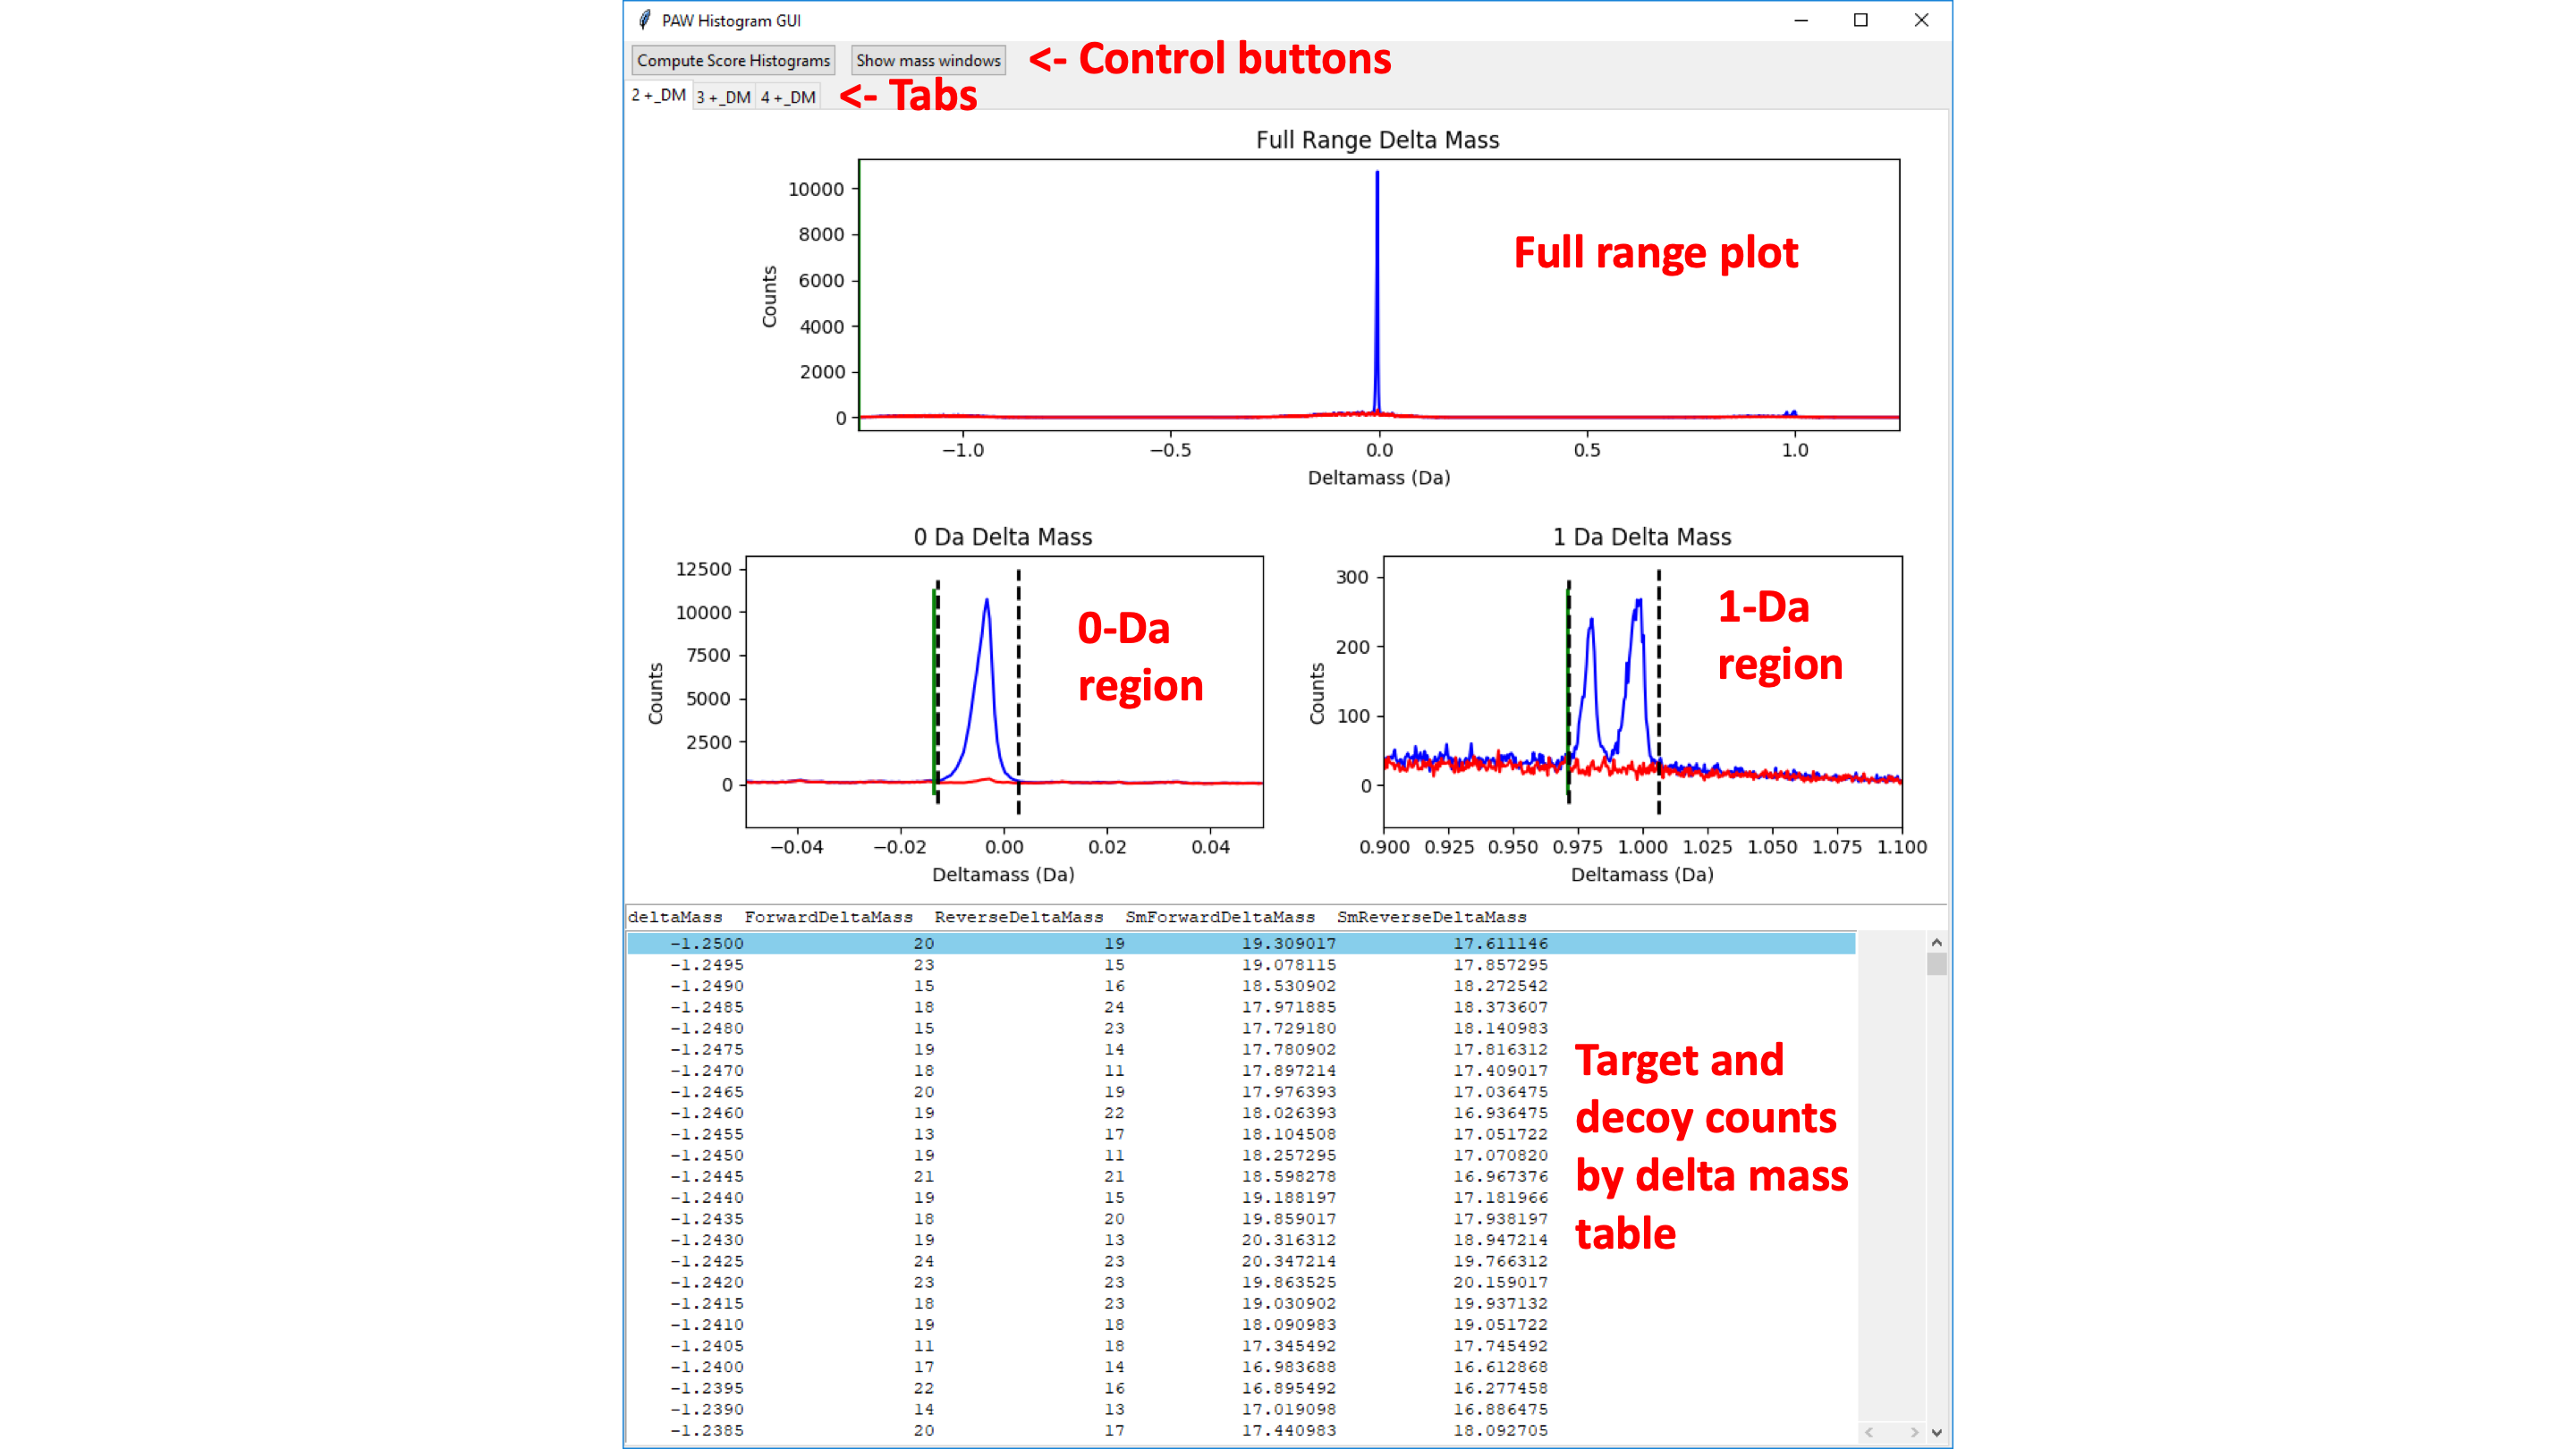 PAW Histogram GUI
Compute Score Histograms Show mass windows <- Control buttons
2 +_DM 3 +_DM 4 +_DM <- Tabs
Full Range Delta Mass
10000
8000
6000
4000
2000
0
Counts
Full range plot
−1.0 −0.5 0.0 0.5 1.0
Deltamass (Da)
0 Da Delta Mass
12500
10000
7500
5000
2500
0
Counts
0-Da
region
−0.04 −0.02 0.00 0.02 0.04
Deltamass (Da)
1 Da Delta Mass
300
200
100
0
Counts
1-Da
region
0.900 0.925 0.950 0.975 1.000 1.025 1.050 1.075 1.100
Deltamass (Da)
deltaMass ForwardDeltaMass ReverseDeltaMass SmForwardDeltaMass SmReverseDeltaMass
-1.2500 20 19 19.309017 17.611146
-1.2495 23 15 19.078115 17.857295
-1.2490 15 16 18.530902 18.272542
-1.2485 18 24 17.971885 18.373607
-1.2480 15 23 17.729180 18.140983
-1.2475 19 14 17.780902 17.816312
-1.2470 18 11 17.897214 17.409017
-1.2465 20 19 17.976393 17.036475
-1.2460 19 22 18.026393 16.936475
-1.2455 13 17 18.104508 17.051722
-1.2450 19 11 18.257295 17.070820
-1.2445 21 21 18.598278 16.967376
-1.2440 19 15 19.188197 17.181966
-1.2435 18 20 19.859017 17.938197
-1.2430 19 13 20.316312 18.947214
-1.2425 24 23 20.347214 19.766312
-1.2420 23 23 19.863525 20.159017
-1.2415 18 23 19.030902 19.937132
-1.2410 19 18 18.090983 19.051722
-1.2405 11 18 17.345492 17.745492
-1.2400 17 14 16.983688 16.612868
-1.2395 22 16 16.895492 16.277458
-1.2390 14 13 17.019098 16.886475
-1.2385 20 17 17.440983 18.092705
Target and
decoy counts
by delta mass
table